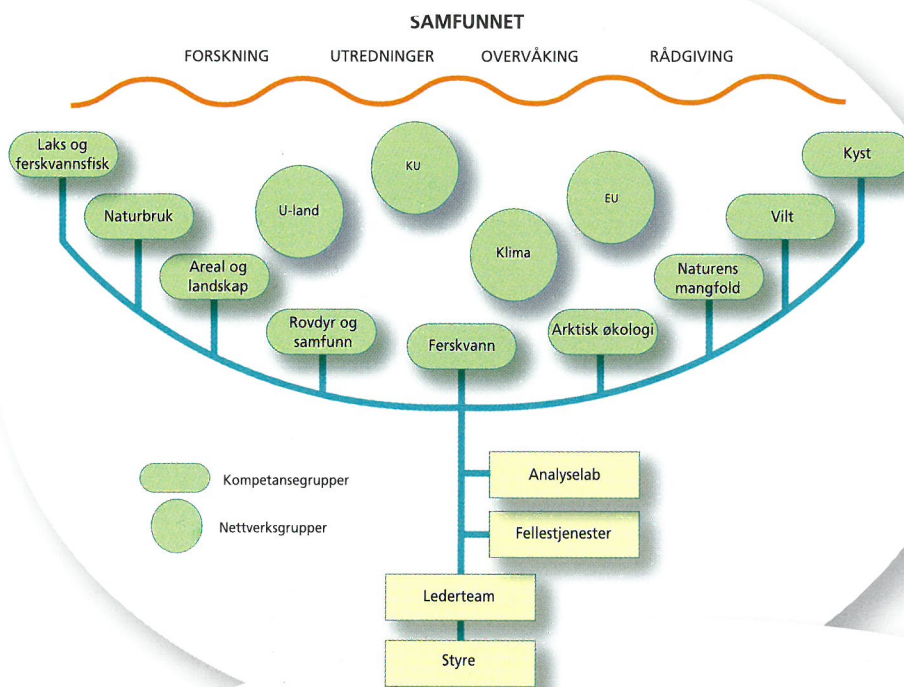 SAMFUNNET
FORSKNING UTREDNINGER OVERVÅKING RÅDGIVING
Laks og
ferskvannsfisk
KU
Kyst
Naturbruk
U-land
EU
Vilt
Klima
Areal og
landskap
Naturens
mangfold
Rovdyr og
samfunn
Ferskvann
Arktisk økologi
Analyselab
Kompetansegrupper
Nettverksgrupper
Fellestjenester
Lederteam
Styre